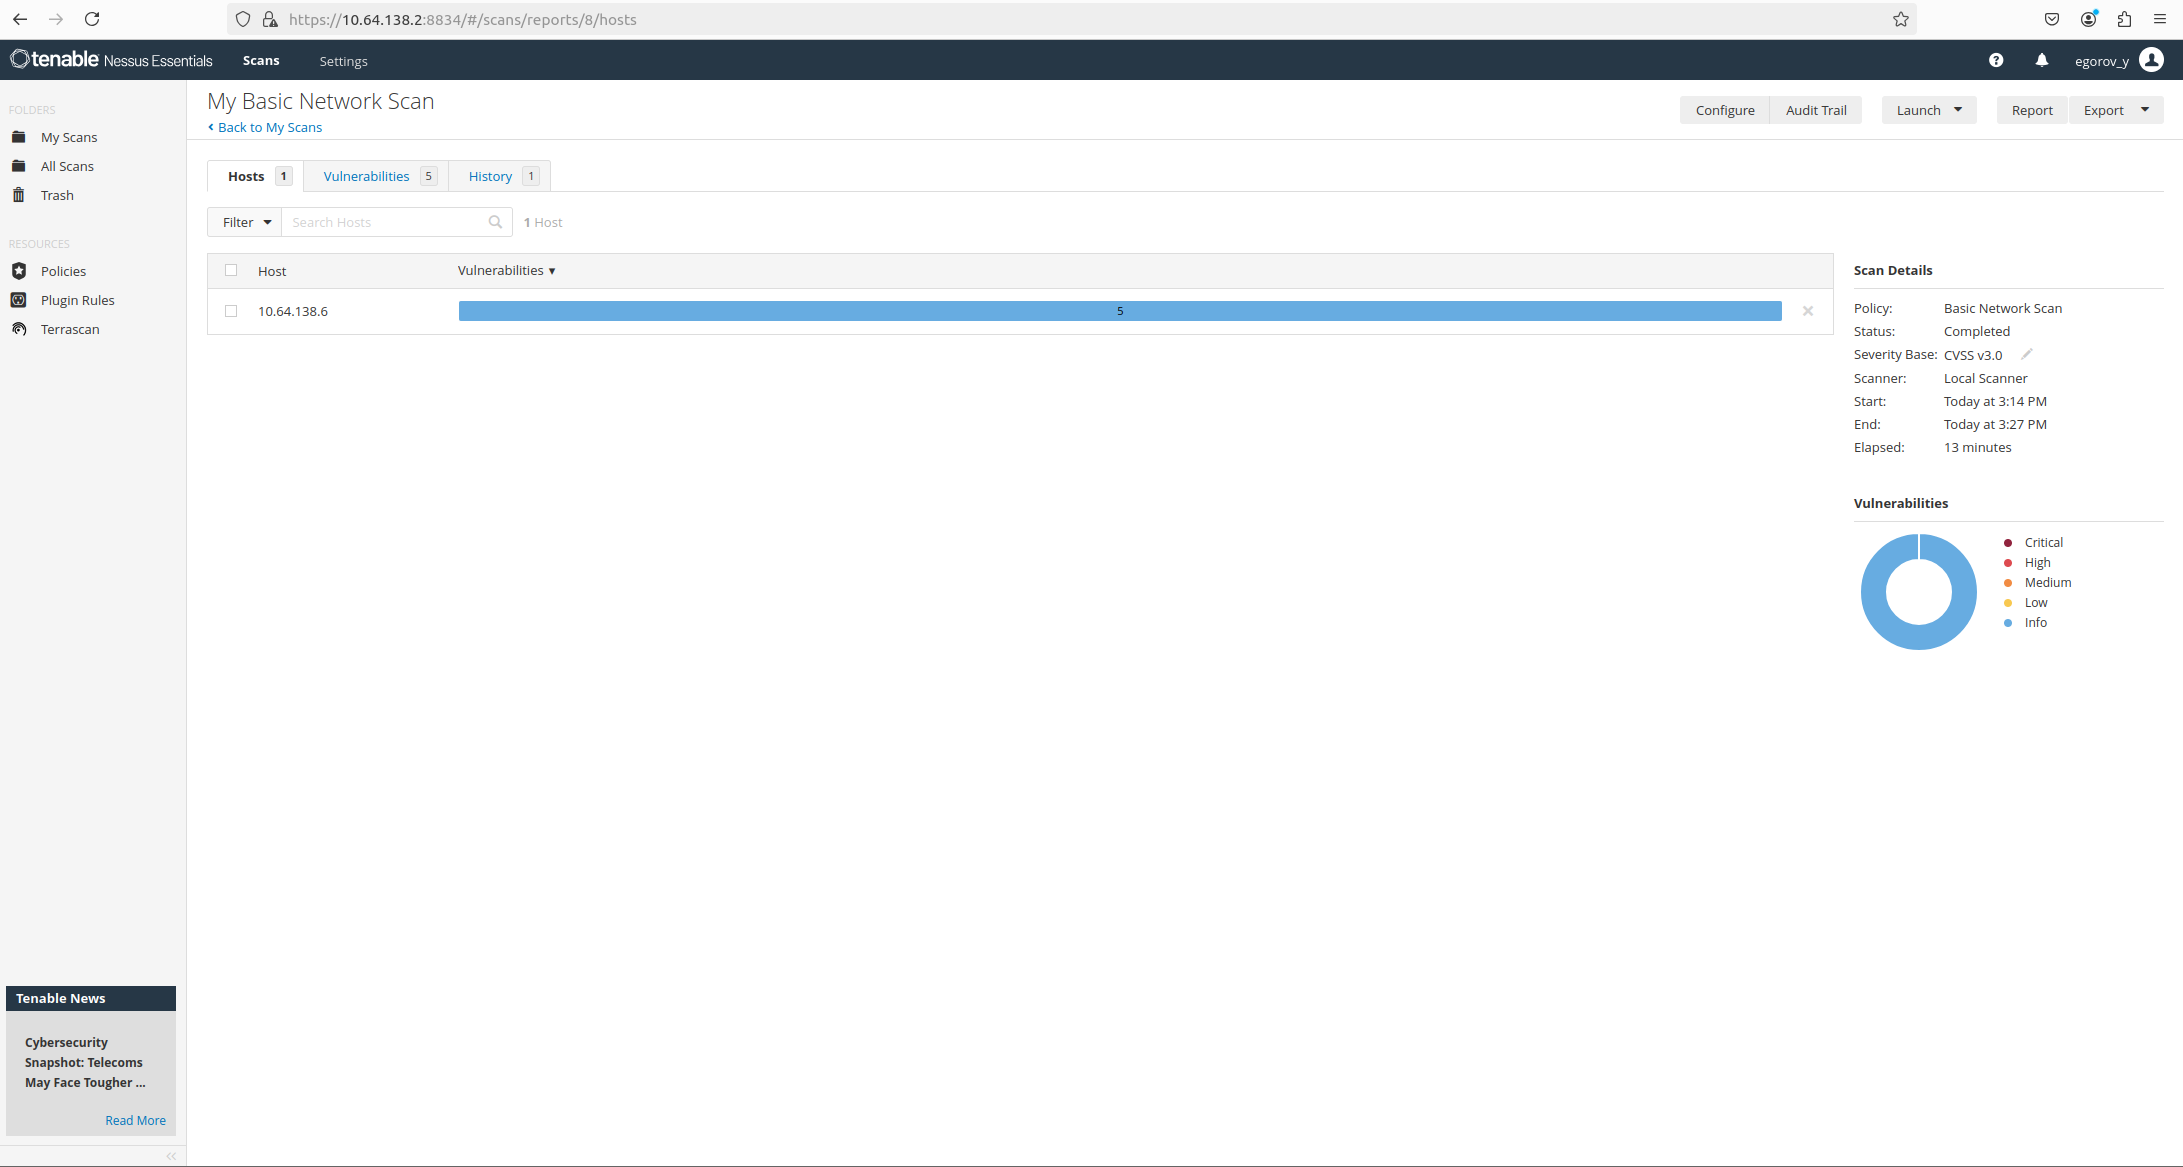 https://10.64.138.2:8834/#/scans/reports/8/hosts
tenable Nessus Essentials Scans Settings egorov_y
FOLDERS
My Scans
All Scans
Trash
RESOURCES
Policies
Plugin Rules
Terrascan
My Basic Network Scan
Back to My Scans
Configure Audit Trail Launch Report Export
Hosts 1 Vulnerabilities 5 History 1
Filter Search Hosts 1 Host
Host Vulnerabilities
10.64.138.6 5
Scan Details
Policy: Basic Network Scan
Status: Completed
Severity Base: CVSS v3.0
Scanner: Local Scanner
Start: Today at 3:14 PM
End: Today at 3:27 PM
Elapsed: 13 minutes
Vulnerabilities
Critical
High
Medium
Low
Info
Tenable News
Cybersecurity
Snapshot: Telecoms
May Face Tougher ...
Read More